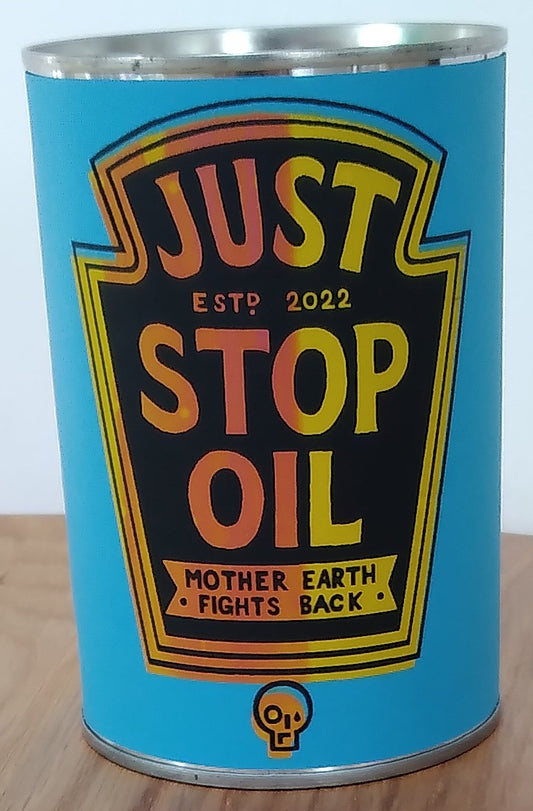 JUST
ESTD 2022
STOP
OIL
MOTHER EARTH
• FIGHTS BACK •